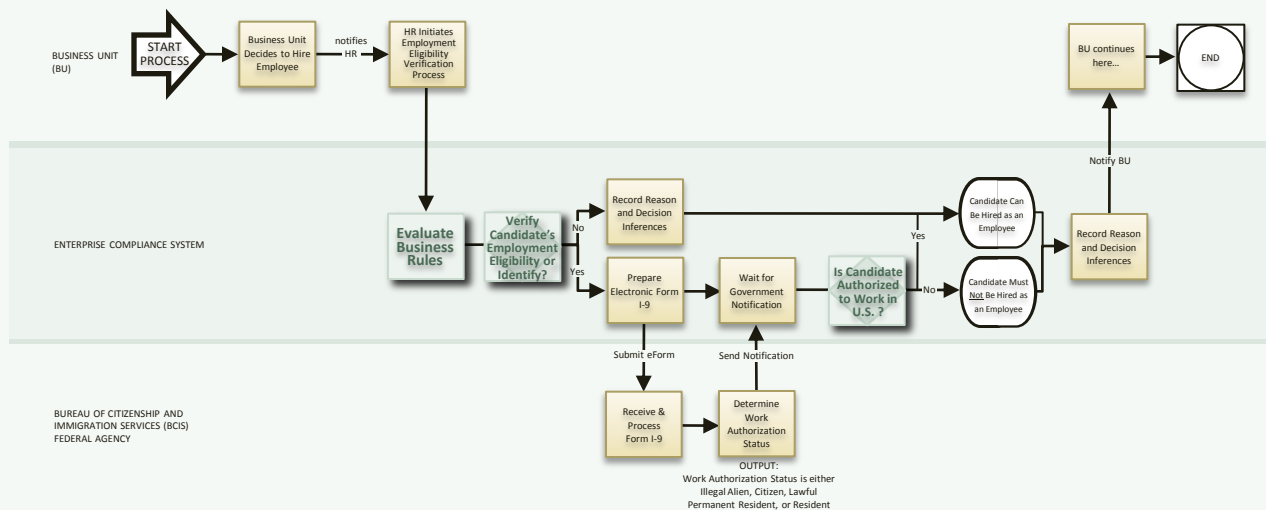 BUSINESS UNIT
(BU)
START
PROCESS
Business Unit
Decides to Hire
Employee
notifies
HR
HR Initiates
Employment
Eligibility
Verification
Process
BU continues
here...
END
Notify BU
ENTERPRISE COMPLIANCE SYSTEM
Evaluate
Business
Rules
Verify
Candidate's
Employment
Eligibility or
Identify?
No
Yes
Record Reason
and Decision
Inferences
Prepare
Electronic Form
I-9
Wait for
Government
Notification
Is Candidate
Authorized
to Work in
U.S. ?
Yes
No
Candidate Can
Be Hired as an
Employee
Candidate Must
Not Be Hired as
an Employee
Record Reason
and Decision
Inferences
Submit eForm
Send Notification
BUREAU OF CITIZENSHIP AND
IMMIGRATION SERVICES (BCIS)
FEDERAL AGENCY
Receive &
Process
Form I-9
Determine
Work
Authorization
Status
OUTPUT:
Work Authorization Status is either
Illegal Alien, Citizen, Lawful
Permanent Resident, or Resident